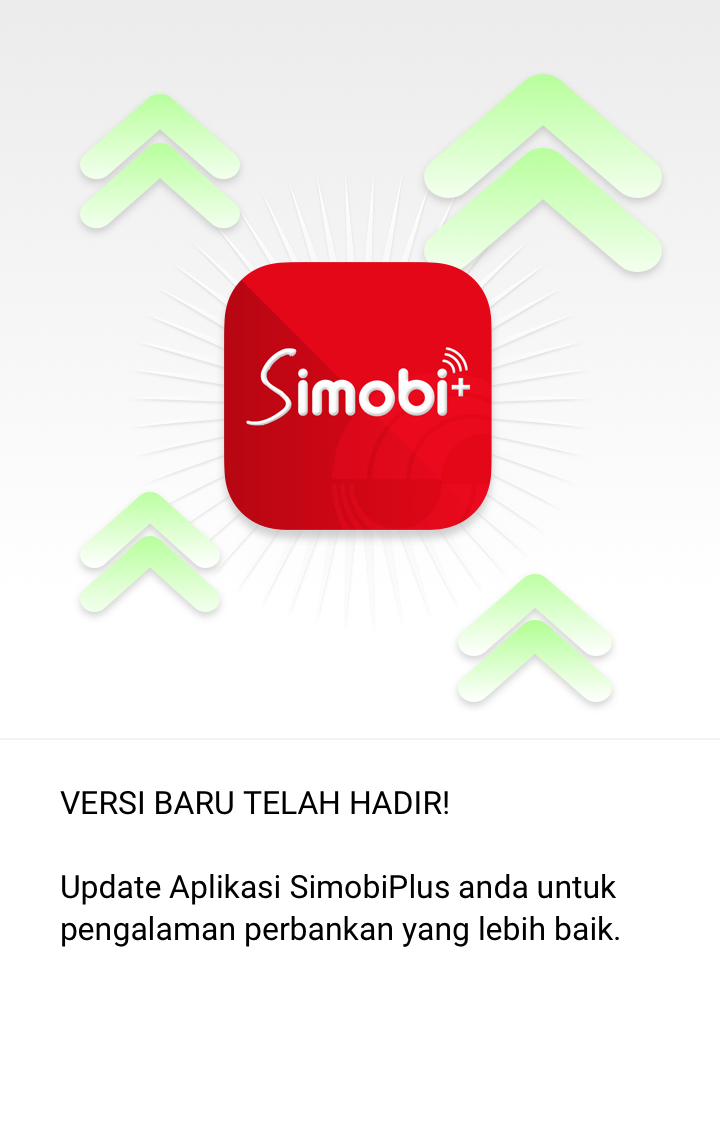 Simobi+
VERSI BARU TELAH HADIR!
Update Aplikasi SimobiPlus anda untuk
pengalaman perbankan yang lebih baik.